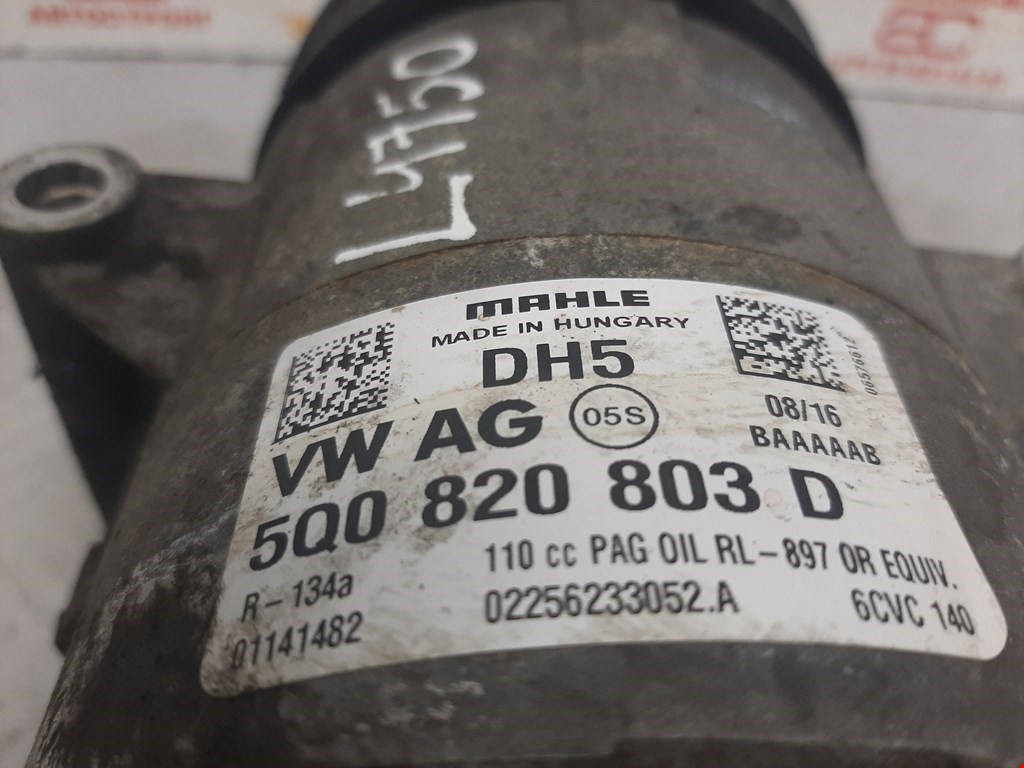 АВТОСТРОНГ
L4750
MAHLE
MADE IN HUNGARY
DH5
VW AG 05S
08/16
BAAAAAB
5Q0 820 803 D
R-134a
110 cc PAG OIL RL-897 OR EQUIV.
01141482
02256233052.A
6CVC 140